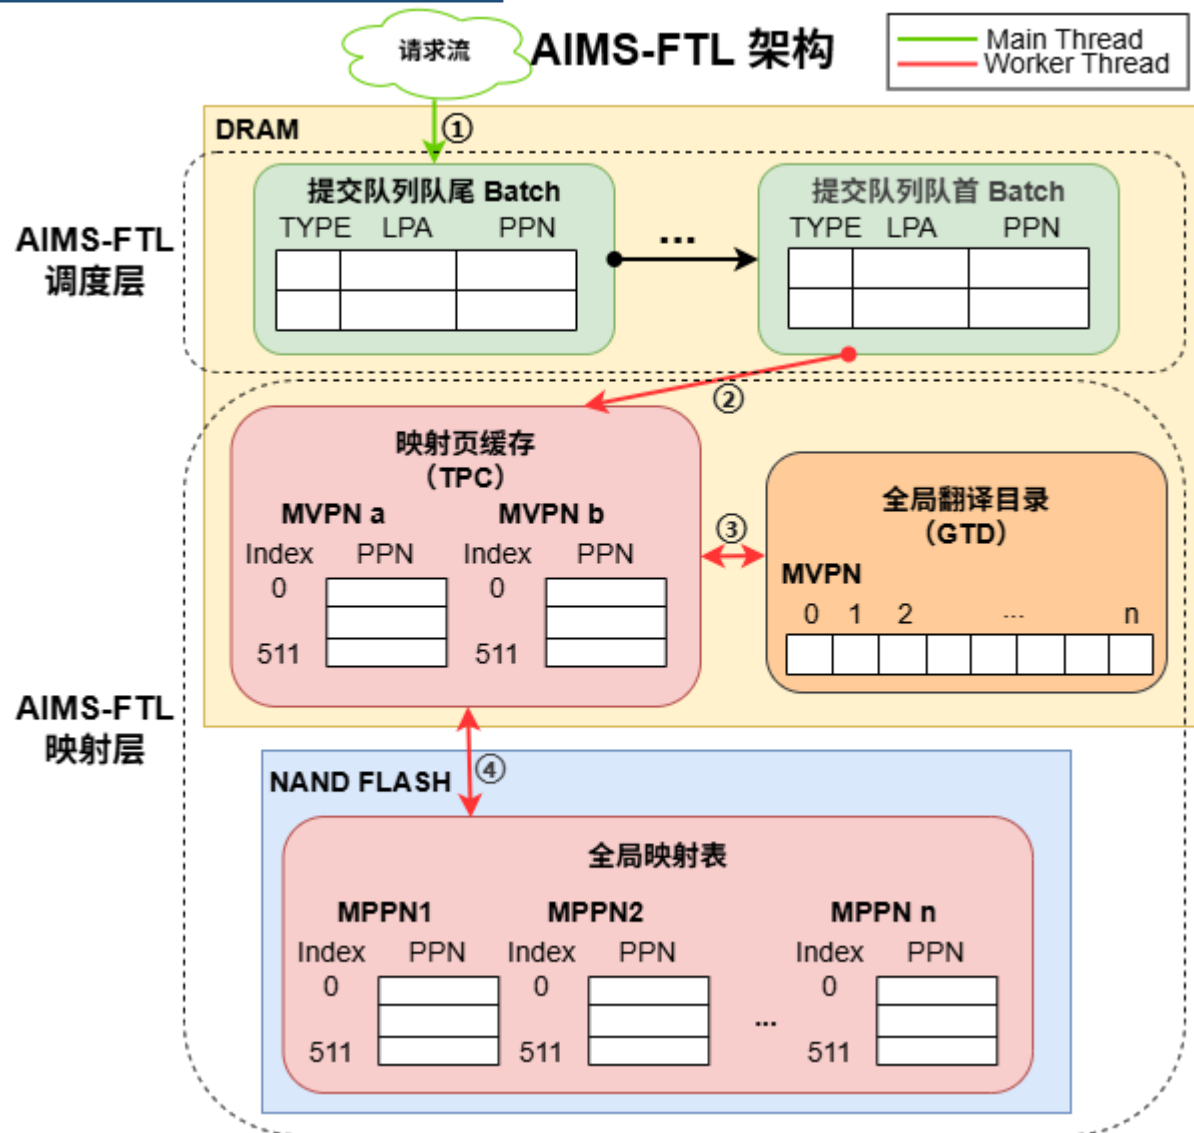 请求流
AIMS-FTL 架构
Main Thread
Worker Thread
DRAM
①
AIMS-FTL
调度层
提交队列队尾 Batch
TYPE LPA PPN
...
提交队列队首 Batch
TYPE LPA PPN
②
AIMS-FTL
映射层
映射页缓存
（TPC）
MVPN a MVPN b
Index PPN Index PPN
0 0
511 511
③
全局翻译目录
（GTD）
MVPN
0 1 2 ... n
④
NAND FLASH
全局映射表
MPPN1 MPPN2 MPPN n
Index PPN Index PPN Index PPN
0 0 0
...
511 511 511